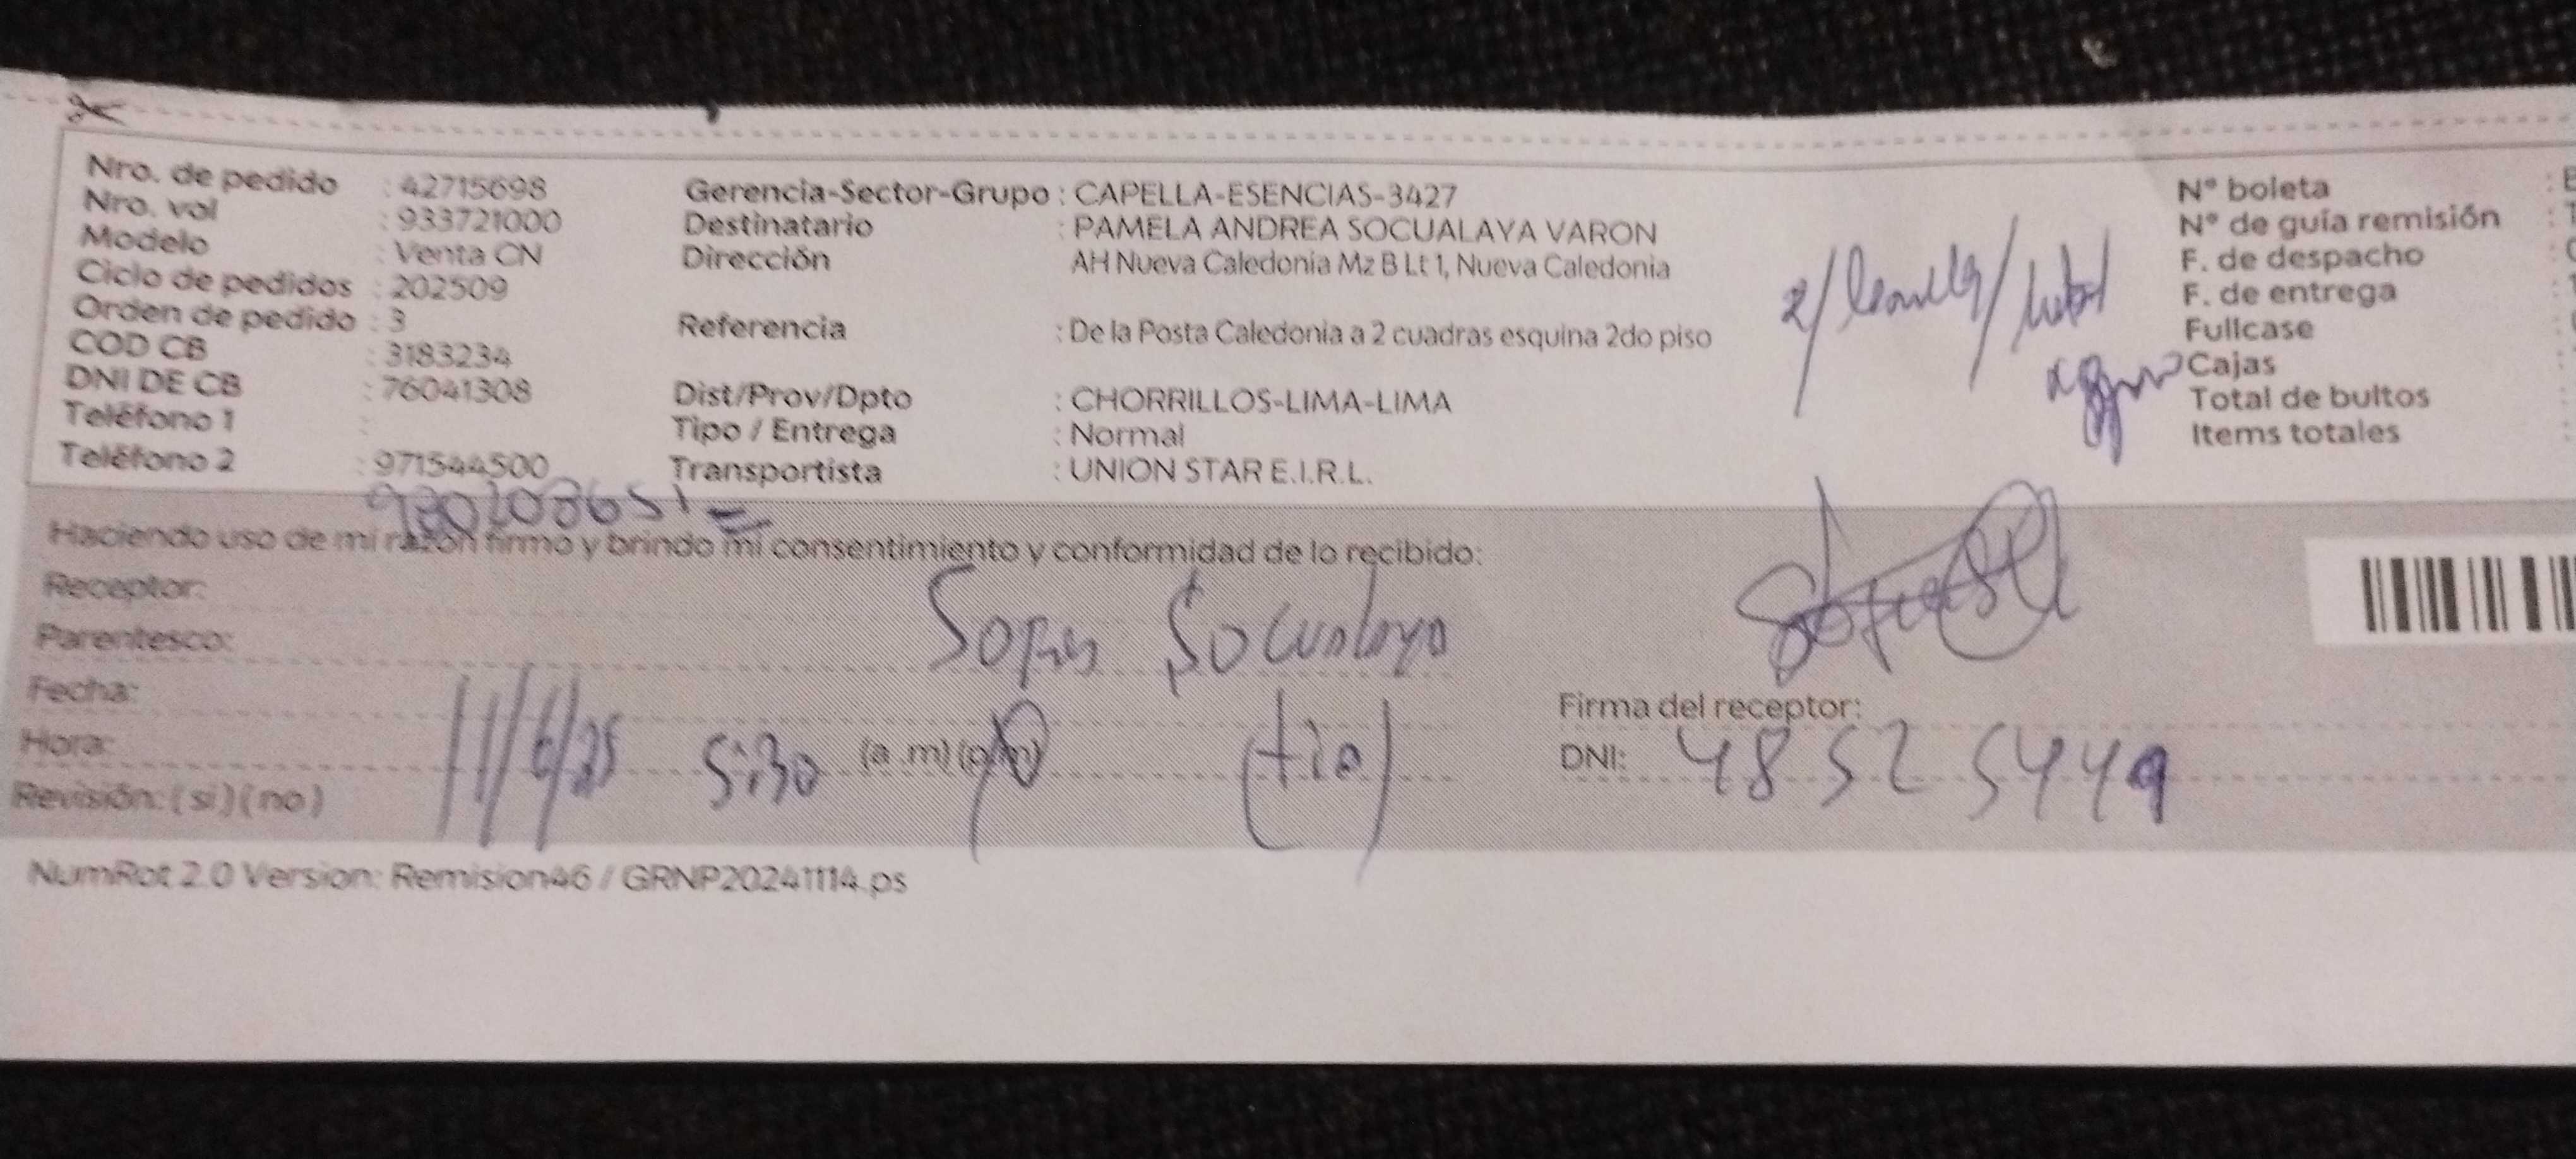 Nro. de pedido : 42715698
Nro. vol : 933721000
Modelo : Venta CN
Ciclo de pedidos : 202509
Orden de pedido : 3
COD CB : 3183234
DNI DE CB : 76041308
Teléfono 1 :
Teléfono 2 : 971544500
980208651
Gerencia-Sector-Grupo : CAPELLA-ESENCIAS-3427
Destinatario : PAMELA ANDREA SOCUALAYA VARON
Dirección AH Nueva Caledonia Mz B Lt 1, Nueva Caledonia
Referencia : De la Posta Caledonia a 2 cuadras esquina 2do piso
Dist/Prov/Dpto : CHORRILLOS-LIMA-LIMA
Tipo / Entrega : Normal
Transportista : UNION STAR E.I.R.L.
N° boleta
N° de guía remisión
F. de despacho
F. de entrega
Fullcase
Cajas
Total de bultos
Items totales
Haciendo uso de mi razón firmo y brindo mi consentimiento y conformidad de lo recibido:
Receptor:
Parentesco: Socualaya
Fecha: 11/6/25
Hora: 5:30 (a .m) (p.m) (tia)
Revisión: ( si ) ( no )
Firma del receptor:
DNI: 48525449
NumRot 2.0 Version: Remision46 / GRNP20241114.ps